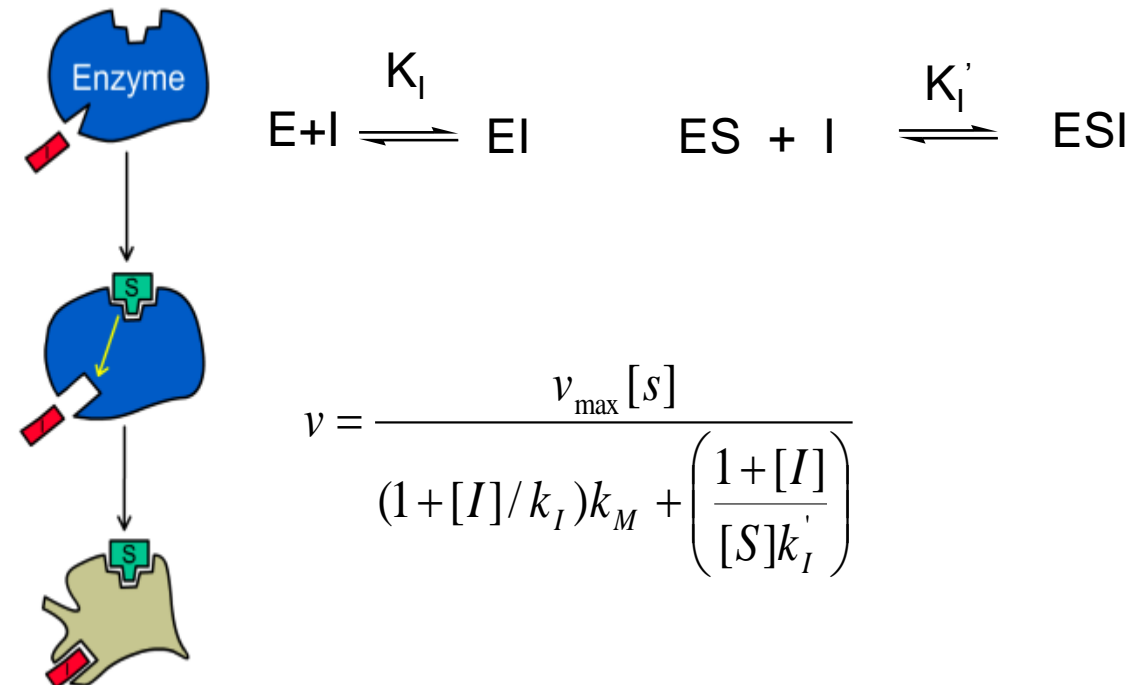 Enzyme
E+I ⇌ EI
K_I
ES + I ⇌ ESI
K_I'
S
S
v = v_max [s] / ((1+[I]/k_I)k_M + ((1+[I])/([S]k_I')))
I